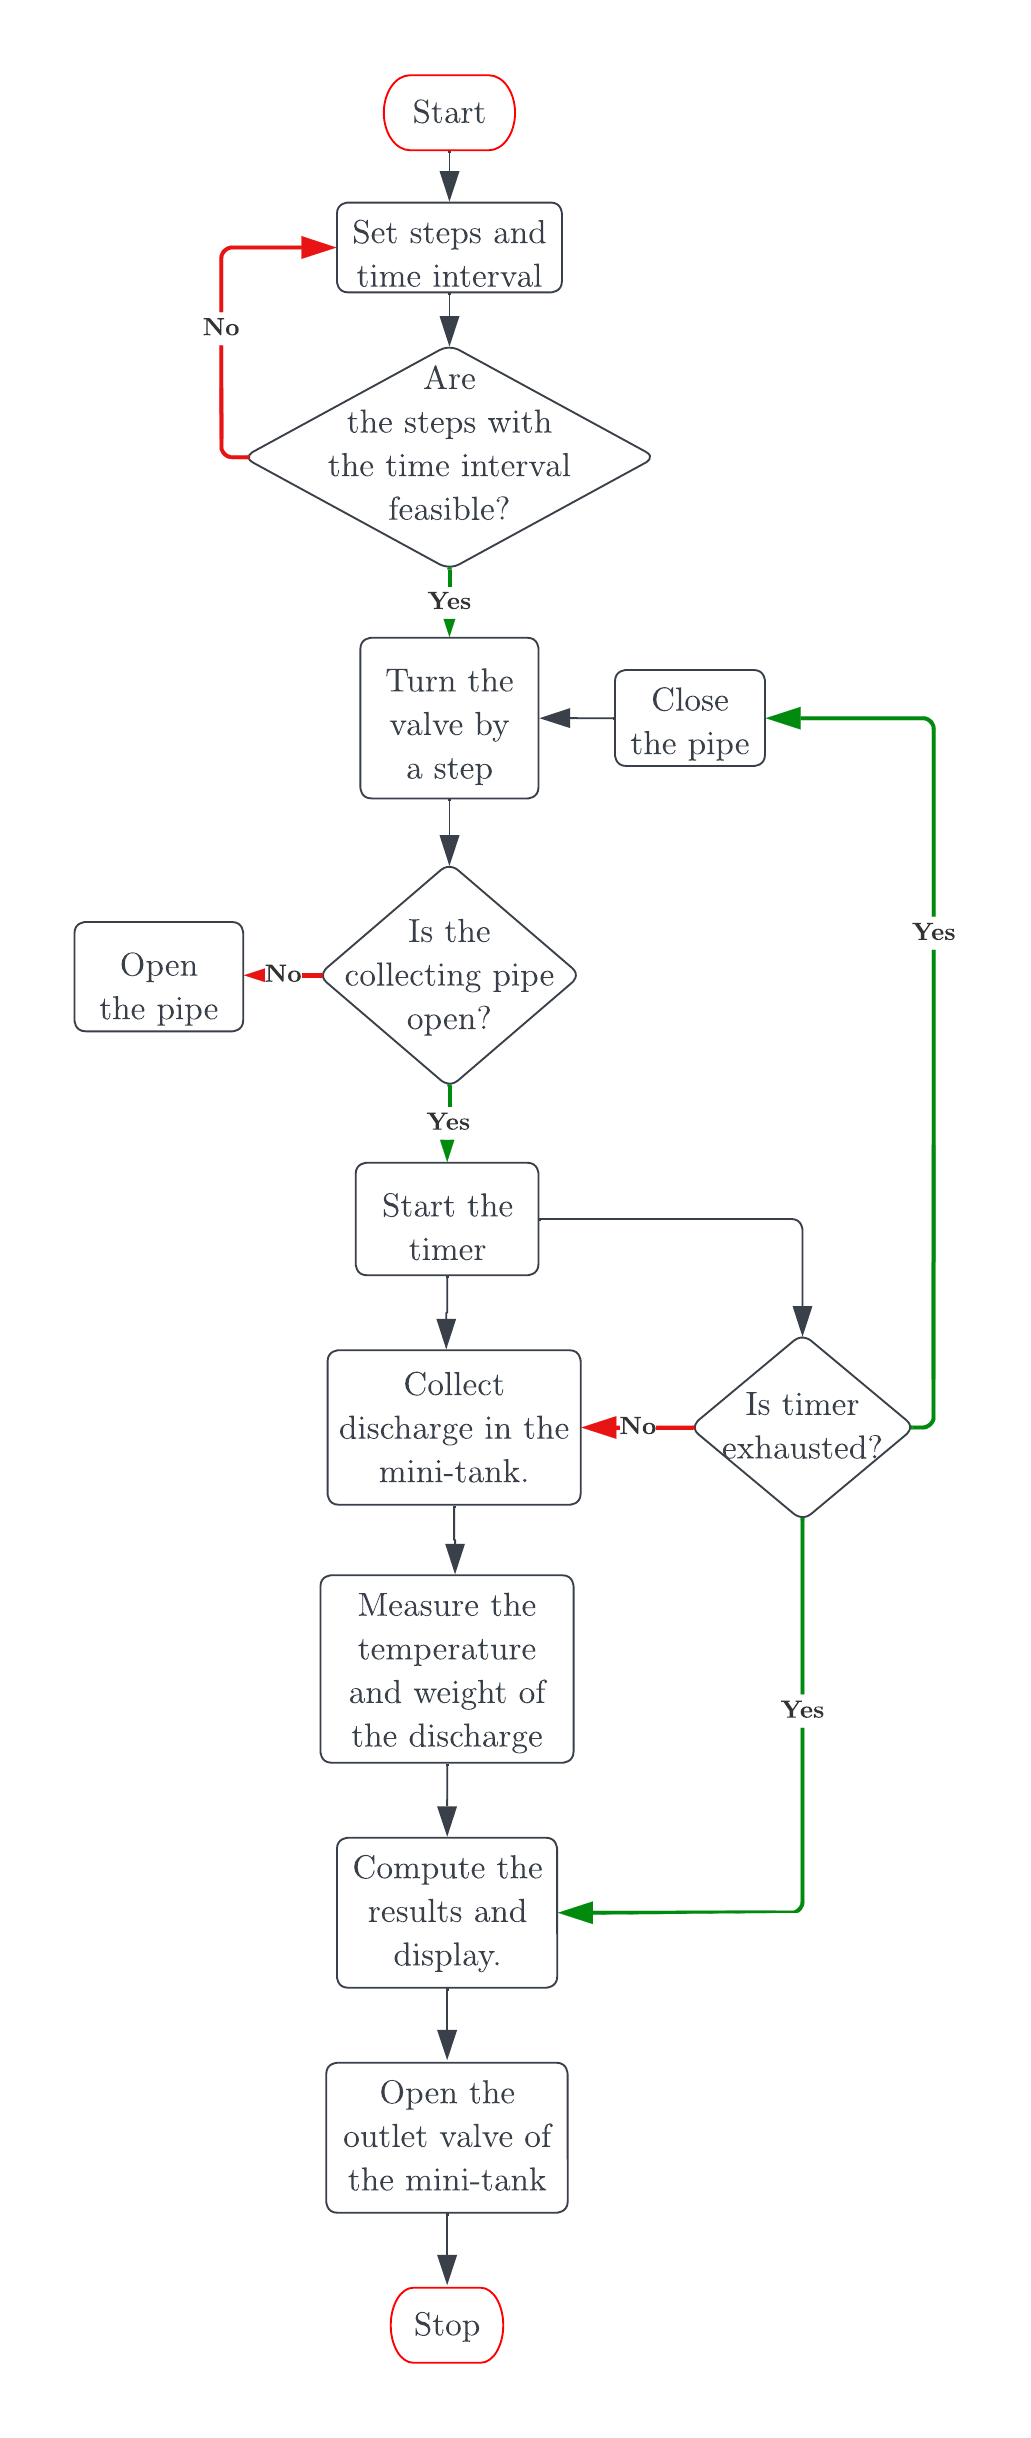 Start
Set steps and
time interval
No
Are
the steps with
the time interval
feasible?
Yes
Turn the
valve by
a step
Close
the pipe
Is the
collecting pipe
open?
No
Open
the pipe
Yes
Yes
Start the
timer
Collect
discharge in the
mini-tank.
No
Is timer
exhausted?
Measure the
temperature
and weight of
the discharge
Yes
Compute the
results and
display.
Open the
outlet valve of
the mini-tank
Stop